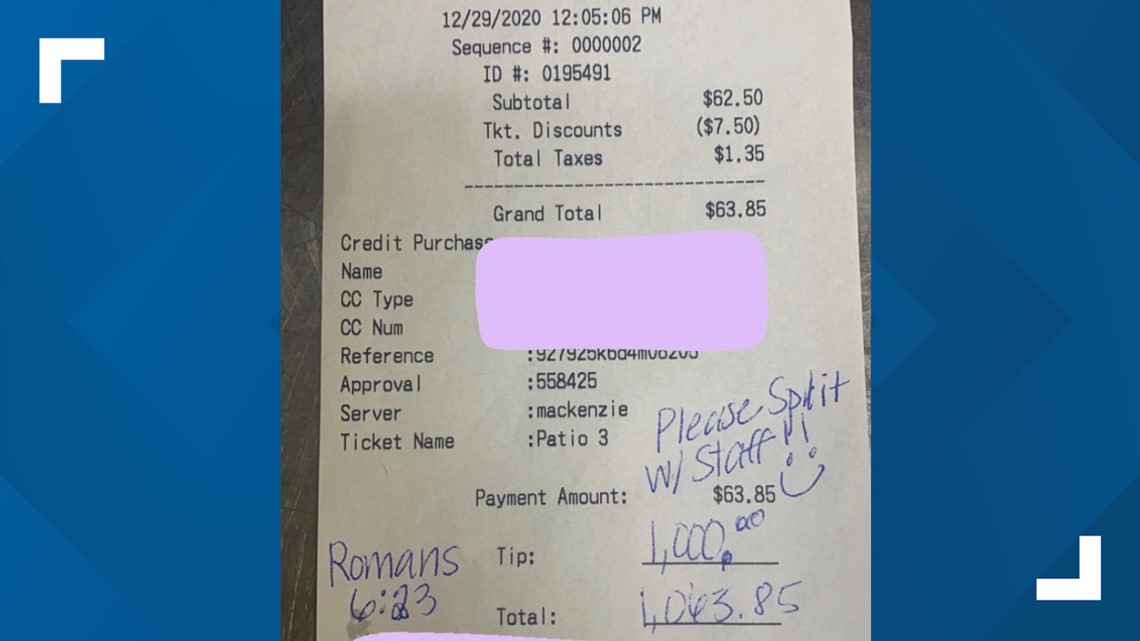 12/29/2020 12:05:06 PM
Sequence #: 0000002
ID #: 0195491
Subtotal $62.50
Tkt. Discounts ($7.50)
Total Taxes $1.35
------------------------------
Grand Total $63.85
Credit Purchase
Name
CC Type
CC Num
Reference
Approval :558425
Server :mackenzie
Ticket Name :Patio 3
Please Split
w/ Staff!! :)
Payment Amount: $63.85
Tip: 1,000.00
Romans
6:23
Total: 1,063.85